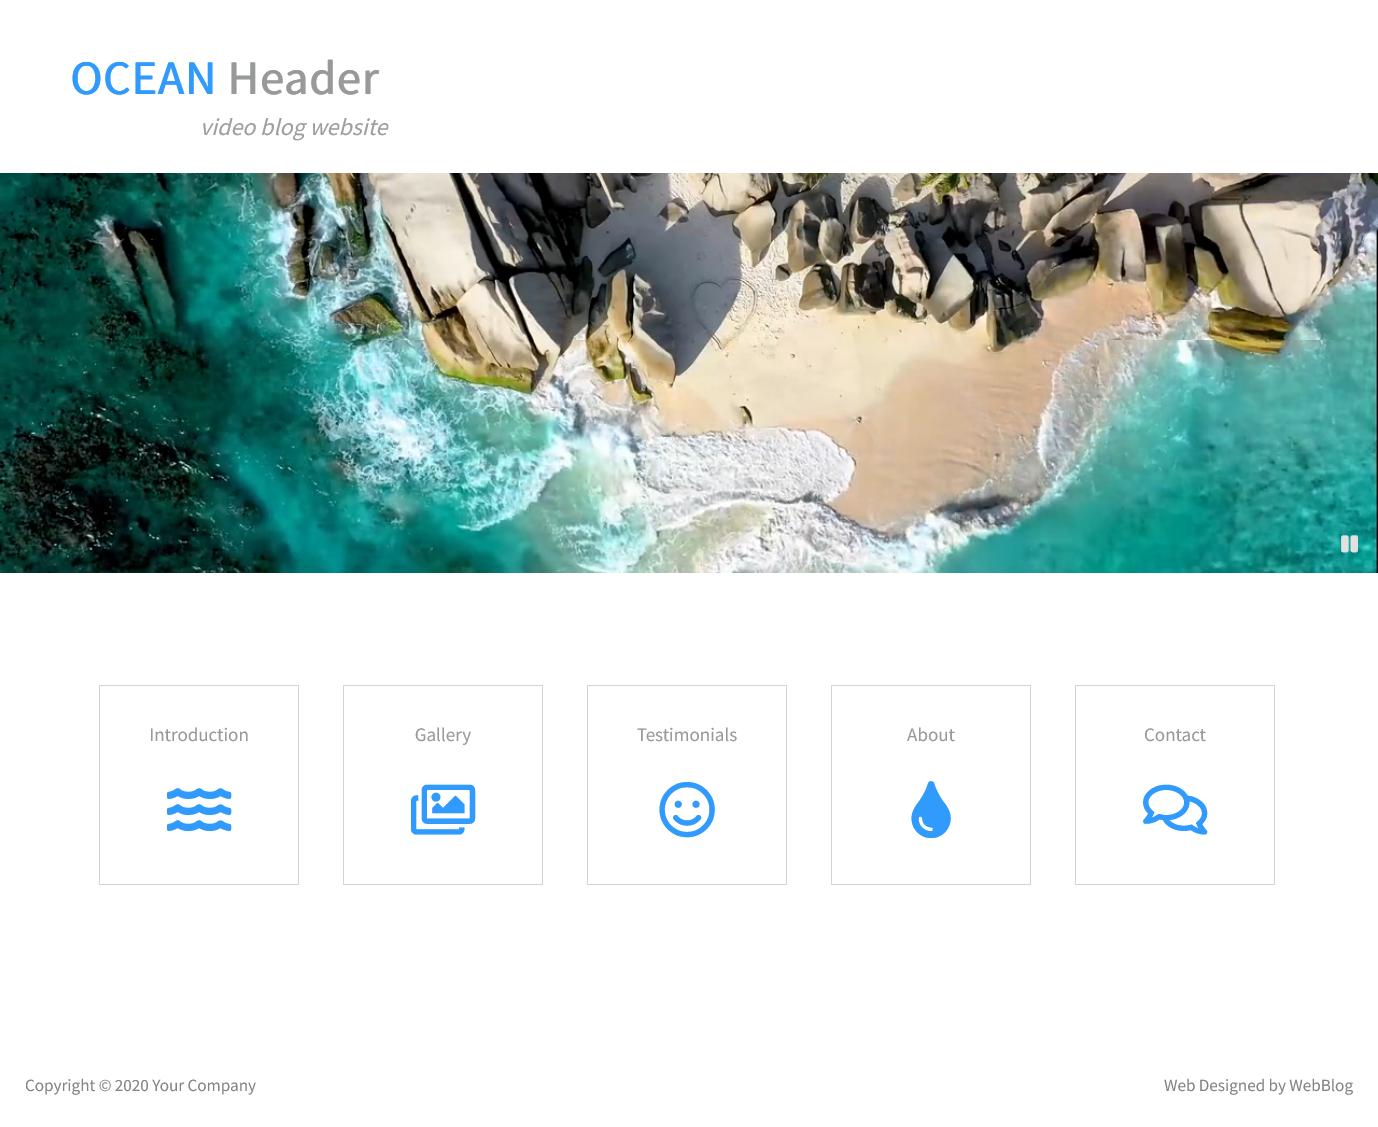 OCEAN Header
video blog website
Introduction
Gallery
Testimonials
About
Contact
Copyright © 2020 Your Company
Web Designed by WebBlog